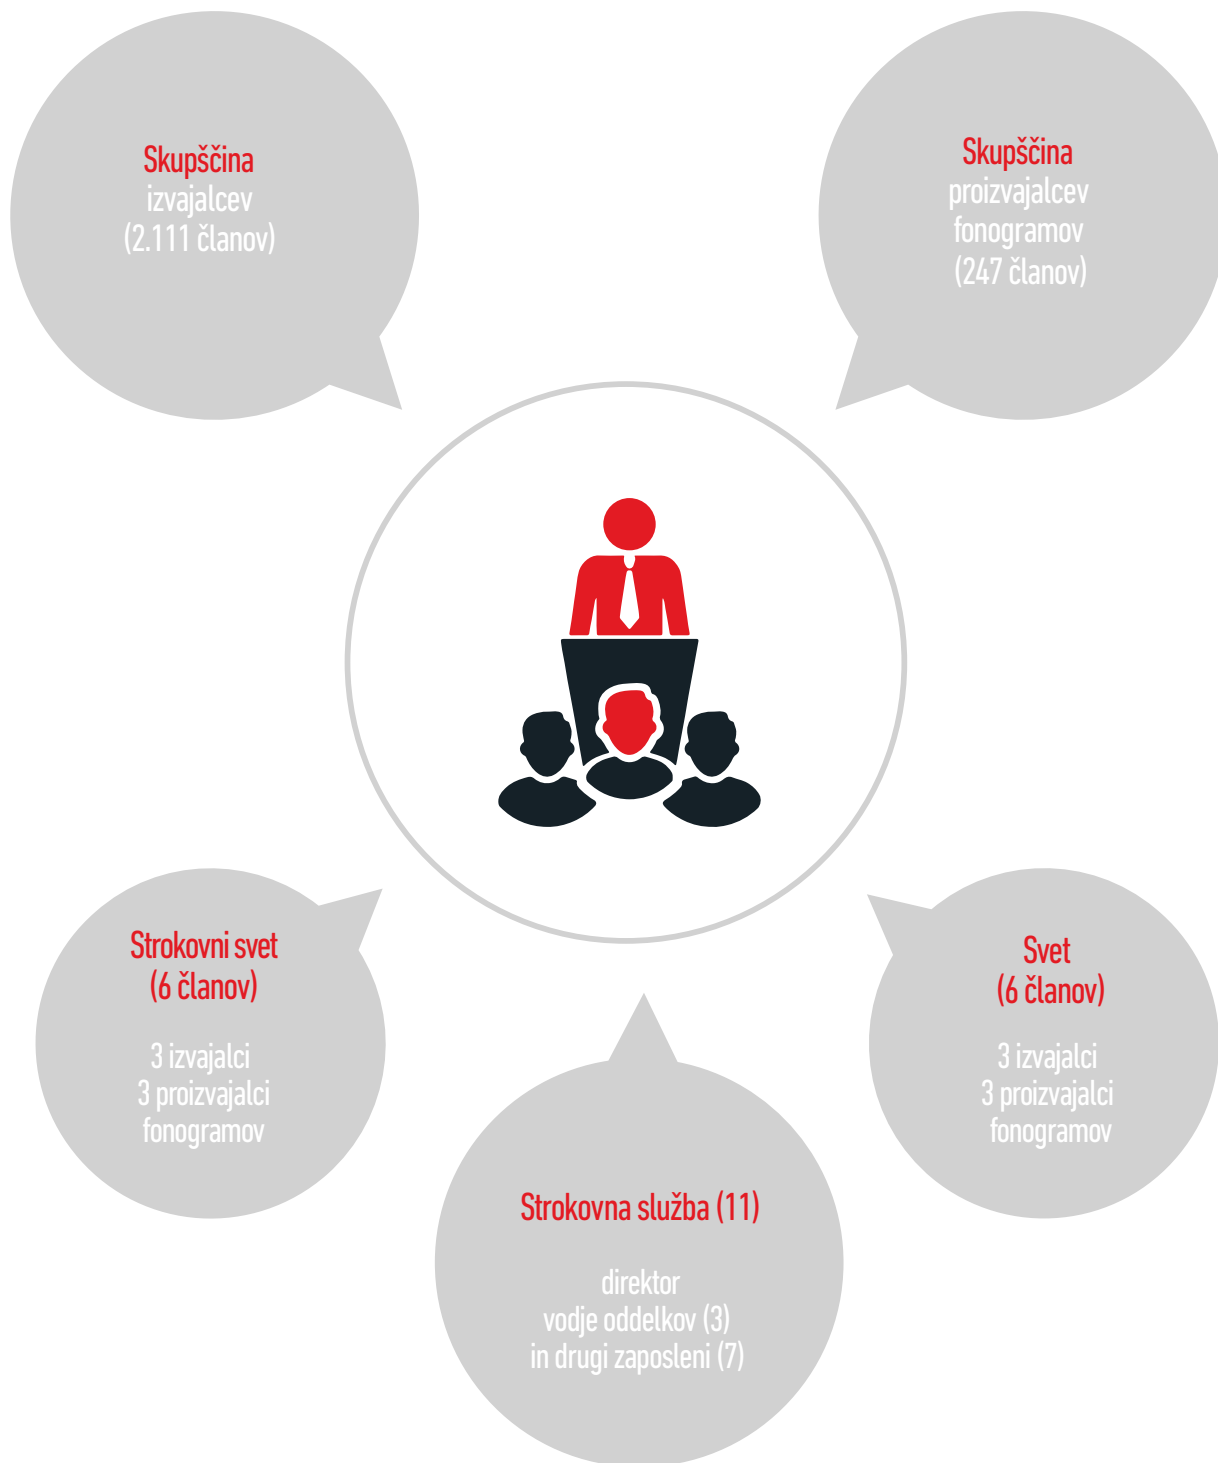 Skupščina
izvajalcev
(2.111 članov)
Skupščina
proizvajalcev
fonogramov
(247 članov)
Strokovni svet
(6 članov)
3 izvajalci
3 proizvajalci
fonogramov
Svet
(6 članov)
3 izvajalci
3 proizvajalci
fonogramov
Strokovna služba (11)
direktor
vodje oddelkov (3)
in drugi zaposleni (7)